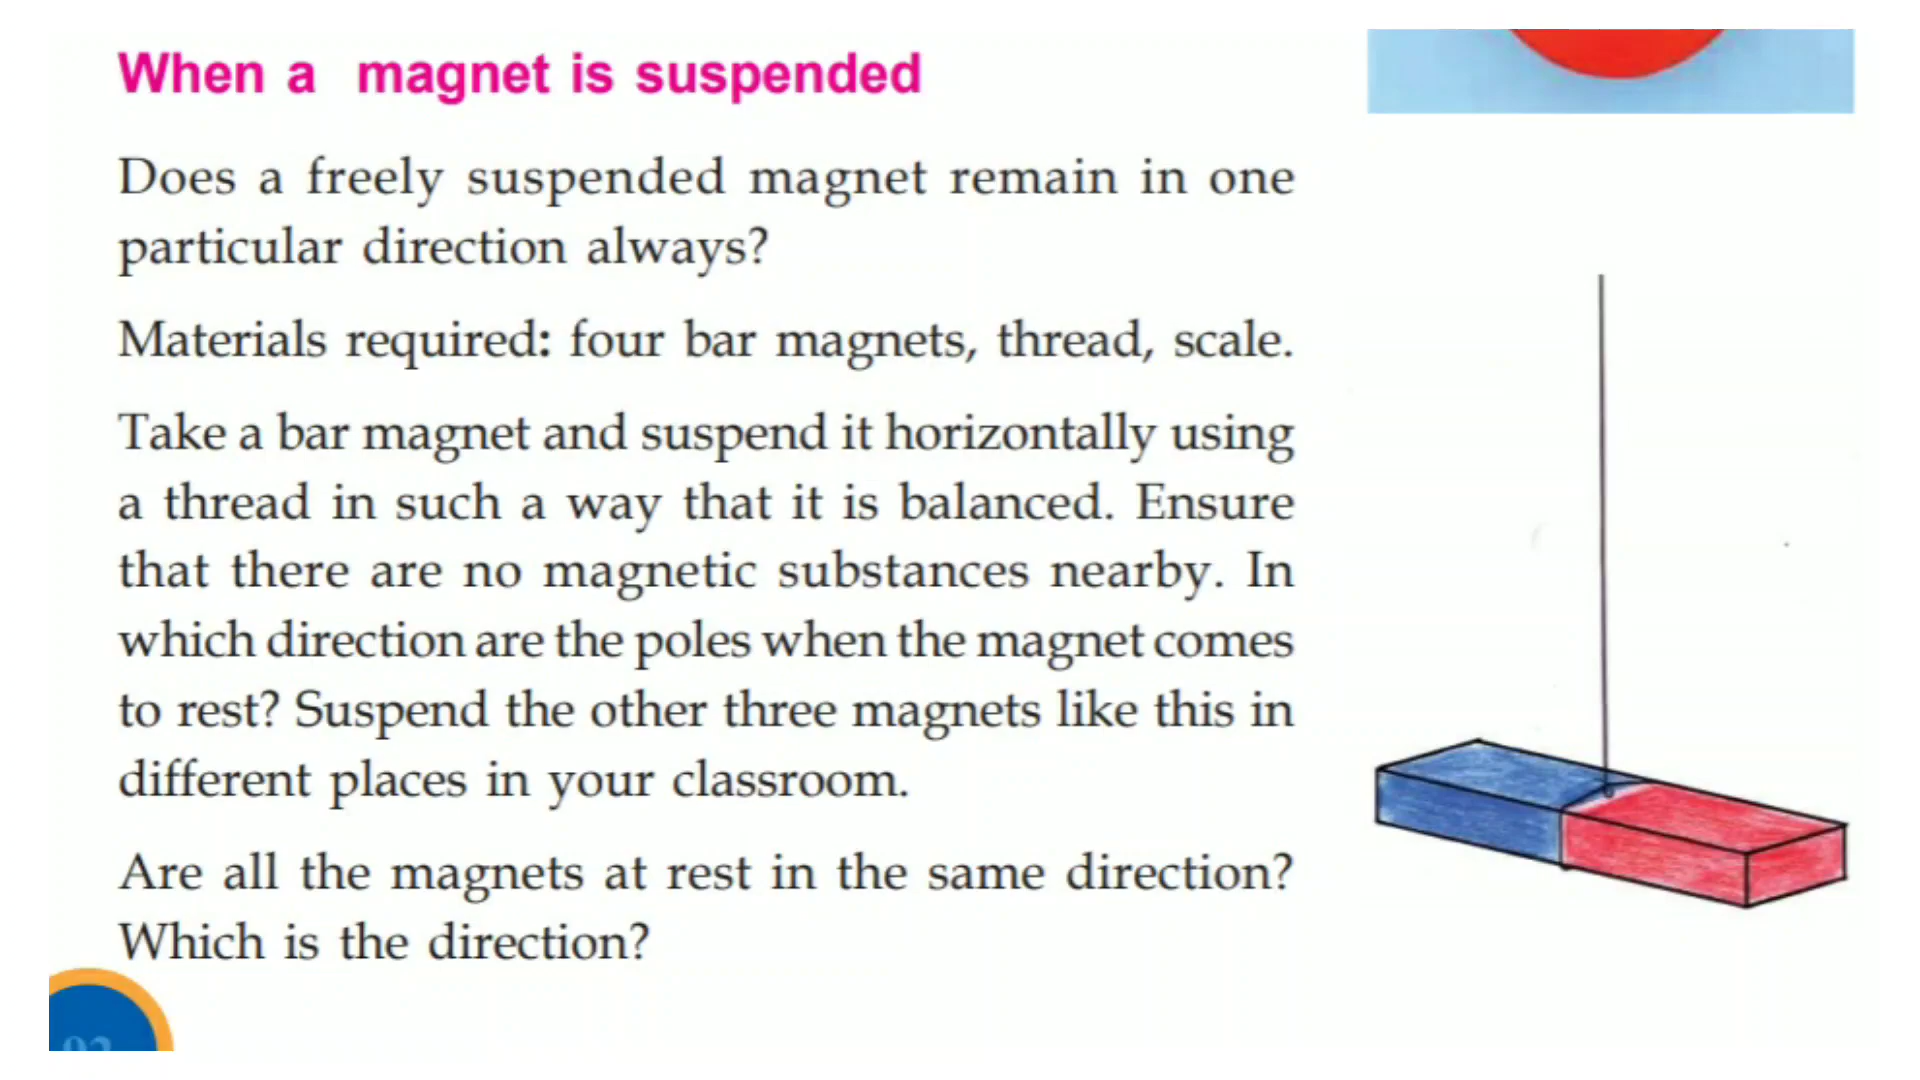 When a magnet is suspended
Does a freely suspended magnet remain in one
particular direction always?
Materials required: four bar magnets, thread, scale.
Take a bar magnet and suspend it horizontally using
a thread in such a way that it is balanced. Ensure
that there are no magnetic substances nearby. In
which direction are the poles when the magnet comes
to rest? Suspend the other three magnets like this in
different places in your classroom.
Are all the magnets at rest in the same direction?
Which is the direction?